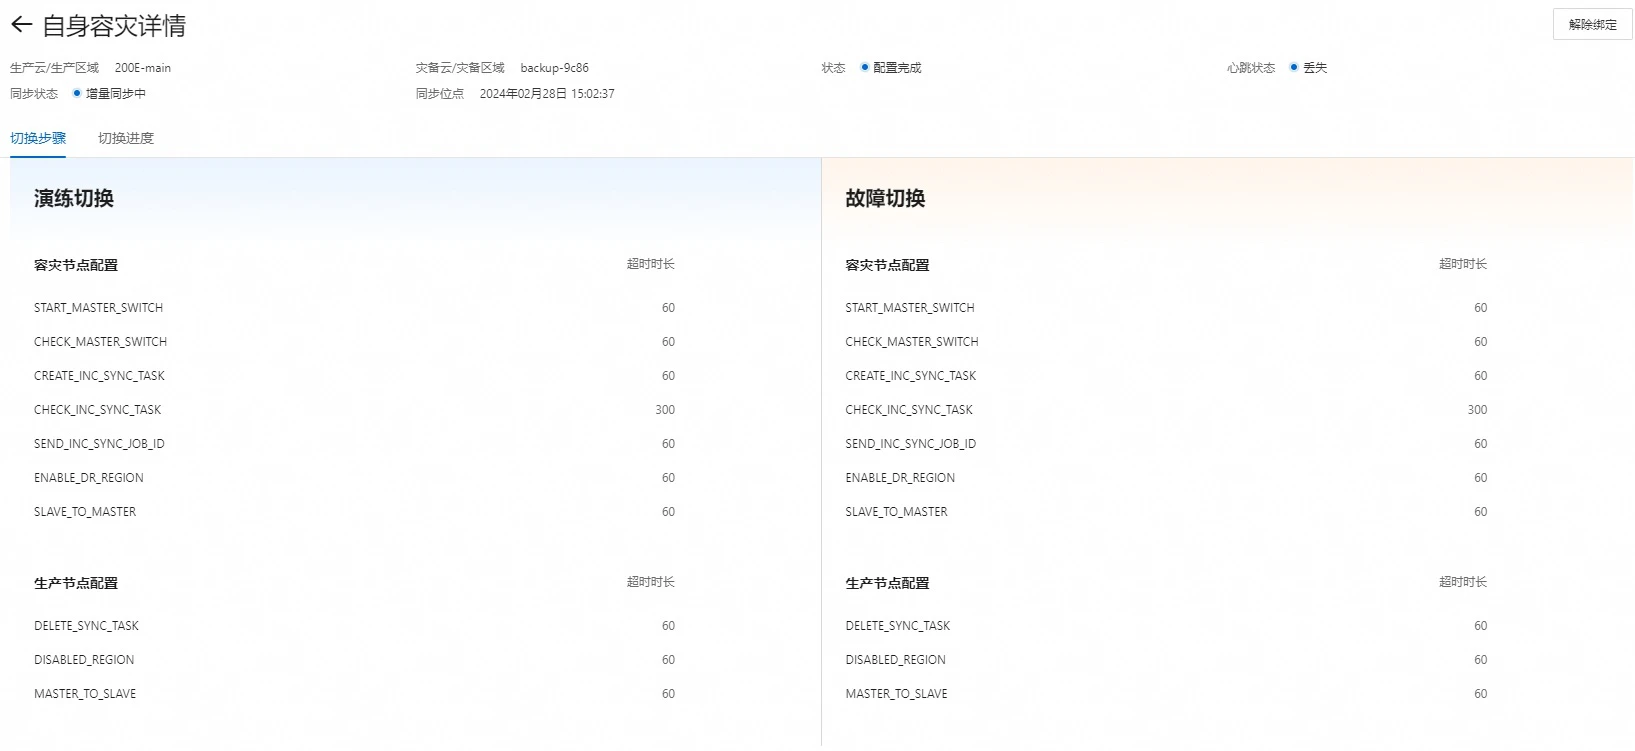 自身容灾详情
解除绑定
生产云/生产区域 200E-main 灾备云/灾备区域 backup-9c86 状态 配置完成 心跳状态 丢失
同步状态 增量同步中 同步位点 2024年02月28日 15:02:37
切换步骤 切换进度
演练切换
容灾节点配置 超时时长
START_MASTER_SWITCH 60
CHECK_MASTER_SWITCH 60
CREATE_INC_SYNC_TASK 60
CHECK_INC_SYNC_TASK 300
SEND_INC_SYNC_JOB_ID 60
ENABLE_DR_REGION 60
SLAVE_TO_MASTER 60
生产节点配置 超时时长
DELETE_SYNC_TASK 60
DISABLED_REGION 60
MASTER_TO_SLAVE 60
故障切换
容灾节点配置 超时时长
START_MASTER_SWITCH 60
CHECK_MASTER_SWITCH 60
CREATE_INC_SYNC_TASK 60
CHECK_INC_SYNC_TASK 300
SEND_INC_SYNC_JOB_ID 60
ENABLE_DR_REGION 60
SLAVE_TO_MASTER 60
生产节点配置 超时时长
DELETE_SYNC_TASK 60
DISABLED_REGION 60
MASTER_TO_SLAVE 60